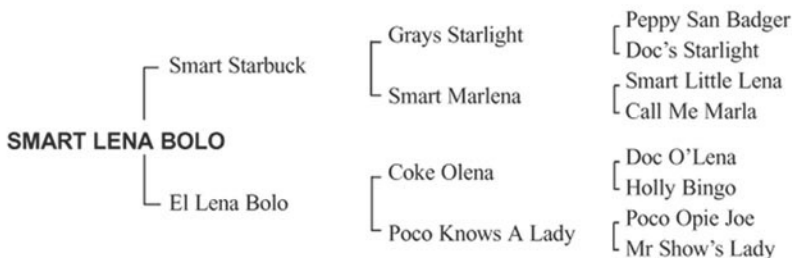 Peppy San Badger
Grays Starlight
Doc's Starlight
Smart Starbuck
Smart Little Lena
Smart Marlena
Call Me Marla
SMART LENA BOLO
Doc O’Lena
Coke Olena
Holly Bingo
El Lena Bolo
Poco Opie Joe
Poco Knows A Lady
Mr Show’s Lady